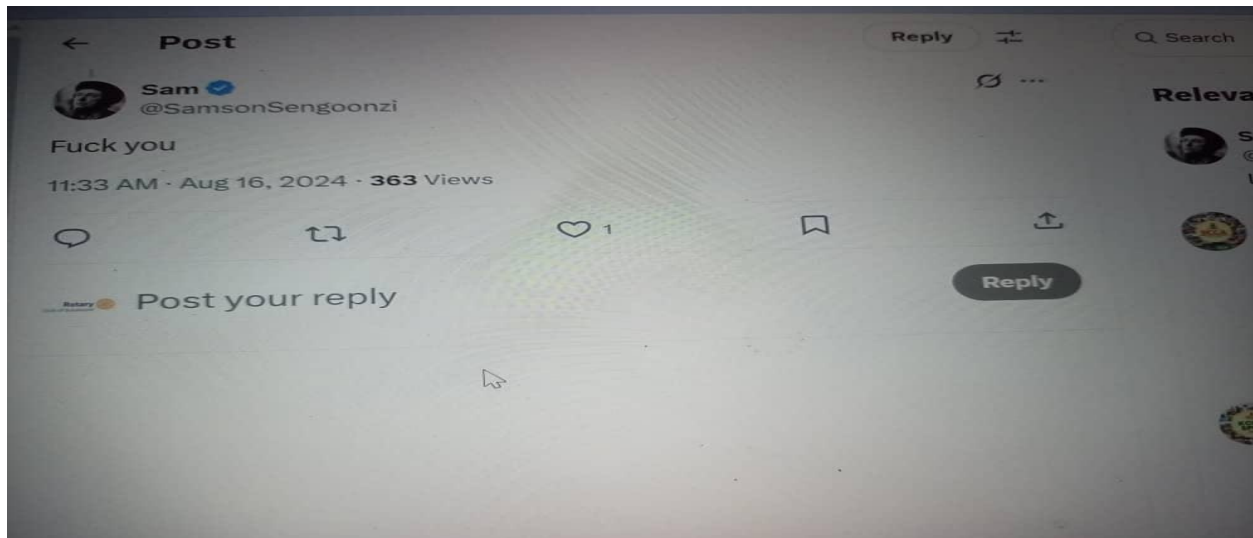 Post
Reply
Search
Sam
@SamsonSengoonzi
Fuck you
11:33 AM · Aug 16, 2024 · 363 Views
1
Rotary
Post your reply
Reply
Releva
S
@